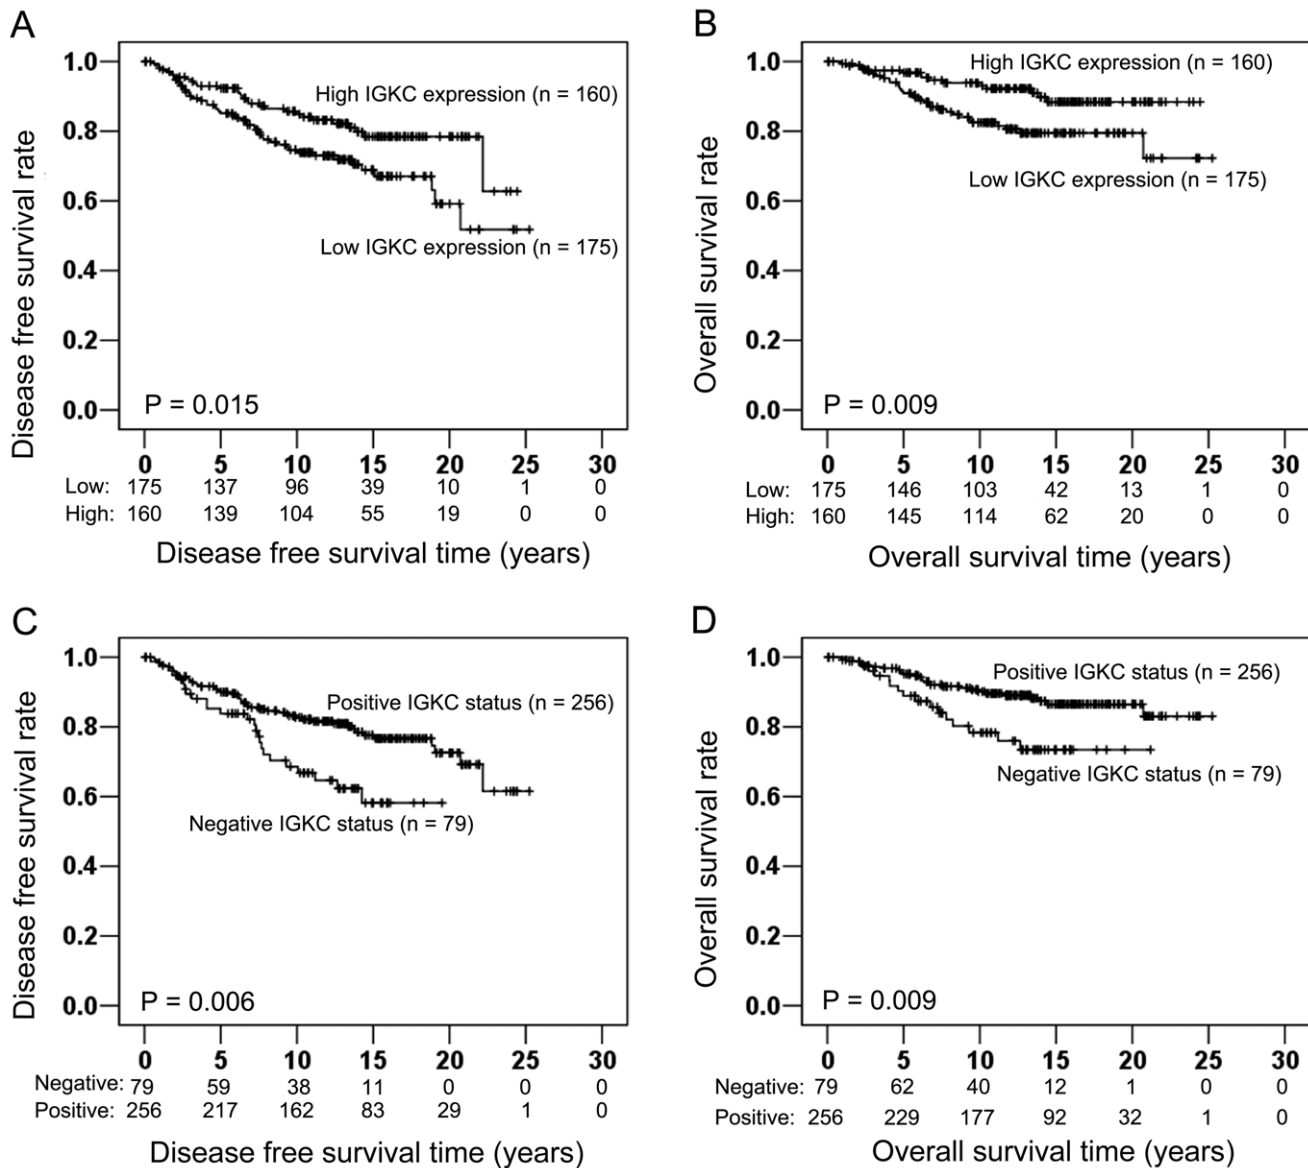 A
Disease free survival rate
1.0
0.8
0.6
0.4
0.2
0.0
High IGKC expression (n = 160)
Low IGKC expression (n = 175)
P = 0.015
0 5 10 15 20 25 30
Low: 175 137 96 39 10 1 0
High: 160 139 104 55 19 0 0
Disease free survival time (years)
B
Overall survival rate
1.0
0.8
0.6
0.4
0.2
0.0
High IGKC expression (n = 160)
Low IGKC expression (n = 175)
P = 0.009
0 5 10 15 20 25 30
Low: 175 146 103 42 13 1 0
High: 160 145 114 62 20 0 0
Overall survival time (years)
C
Disease free survival rate
1.0
0.8
0.6
0.4
0.2
0.0
Positive IGKC status (n = 256)
Negative IGKC status (n = 79)
P = 0.006
0 5 10 15 20 25 30
Negative: 79 59 38 11 0 0 0
Positive: 256 217 162 83 29 1 0
Disease free survival time (years)
D
Overall survival rate
1.0
0.8
0.6
0.4
0.2
0.0
Positive IGKC status (n = 256)
Negative IGKC status (n = 79)
P = 0.009
0 5 10 15 20 25 30
Negative: 79 62 40 12 1 0 0
Positive: 256 229 177 92 32 1 0
Overall survival time (years)